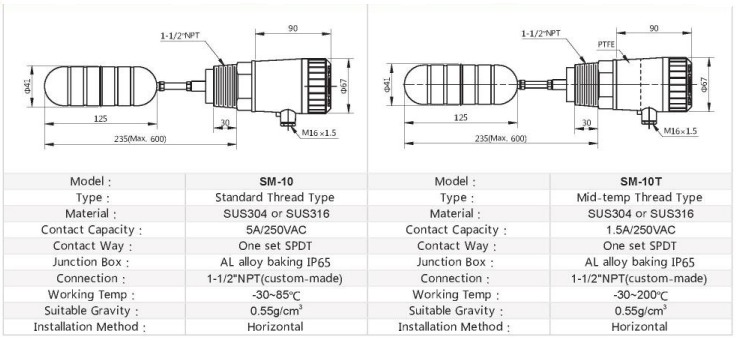 90
1-1/2"NPT
Φ41
Φ67
125
30
M16×1.5
235(Max. 600)
90
1-1/2"NPT
PTFE
Φ41
Φ67
125
30
M16×1.5
235(Max. 600)
Model : SM-10
Type : Standard Thread Type
Material : SUS304 or SUS316
Contact Capacity : 5A/250VAC
Contact Way : One set SPDT
Junction Box : AL alloy baking IP65
Connection : 1-1/2"NPT(custom-made)
Working Temp : -30~85℃
Suitable Gravity : 0.55g/cm³
Installation Method : Horizontal
Model : SM-10T
Type : Mid-temp Thread Type
Material : SUS304 or SUS316
Contact Capacity : 1.5A/250VAC
Contact Way : One set SPDT
Junction Box : AL alloy baking IP65
Connection : 1-1/2"NPT(custom-made)
Working Temp : -30~200℃
Suitable Gravity : 0.55g/cm³
Installation Method : Horizontal